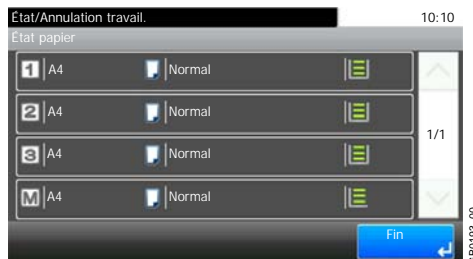 État/Annulation travail. 10:10
État papier
1 A4 Normal
2 A4 Normal
1/1
3 A4 Normal
M A4 Normal
Fin